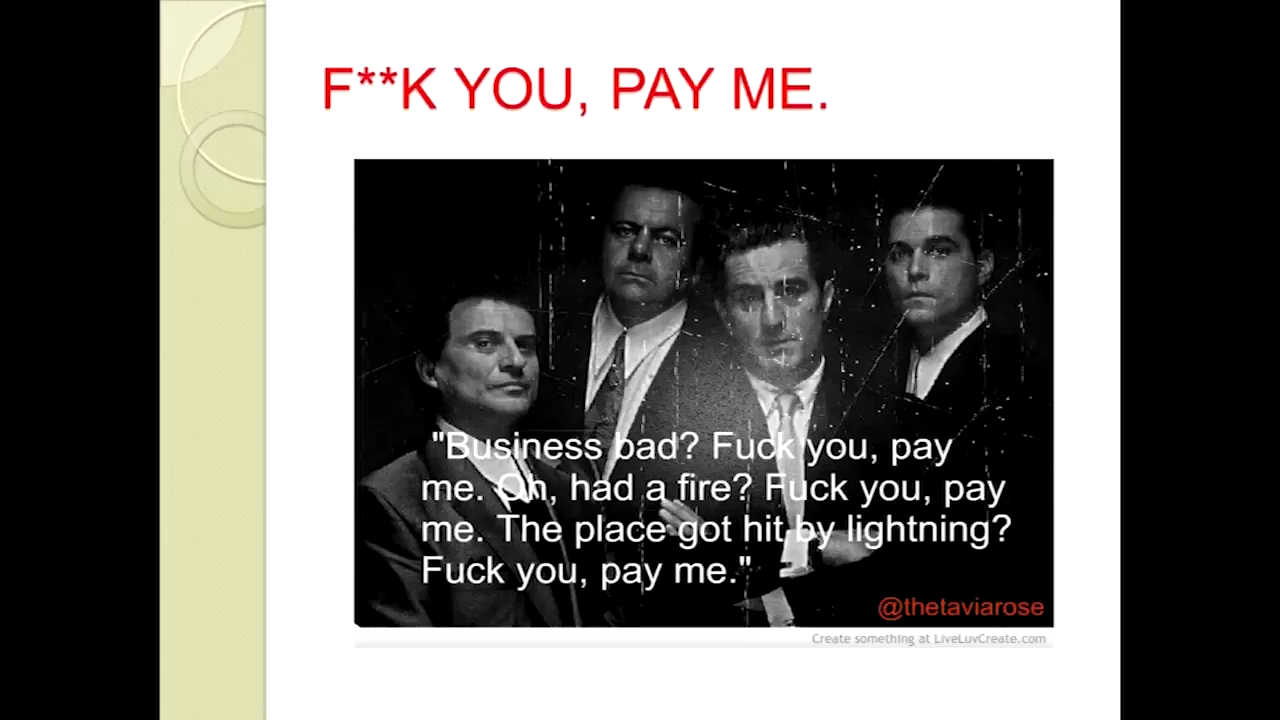 F**K YOU, PAY ME.
"Business bad? Fuck you, pay
me. Oh, had a fire? Fuck you, pay
me. The place got hit by lightning?
Fuck you, pay me."
@thetaviarose
Create something at LiveLuvCreate.com